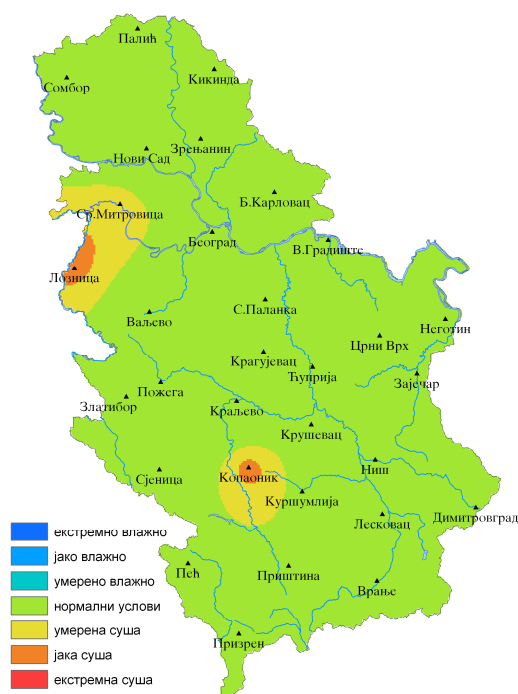 Палић
Кикинда
Сомбор
Зрењанин
Нови Сад
Б.Карловац
Ср.Митровица
Београд
В.Градиште
Лозница
С.Паланка
Ваљево
Неготин
Црни Врх
Крагујевац
Ћуприја
Зајечар
Пожега
Златибор
Краљево
Крушевац
Ниш
Сјеница
Копаоник
Куршумлија
Лесковац
Димитровград
Пећ
Приштина
Врање
Призрен
екстремно влажно
јако влажно
умерено влажно
нормални услови
умерена суша
јака суша
екстремна суша